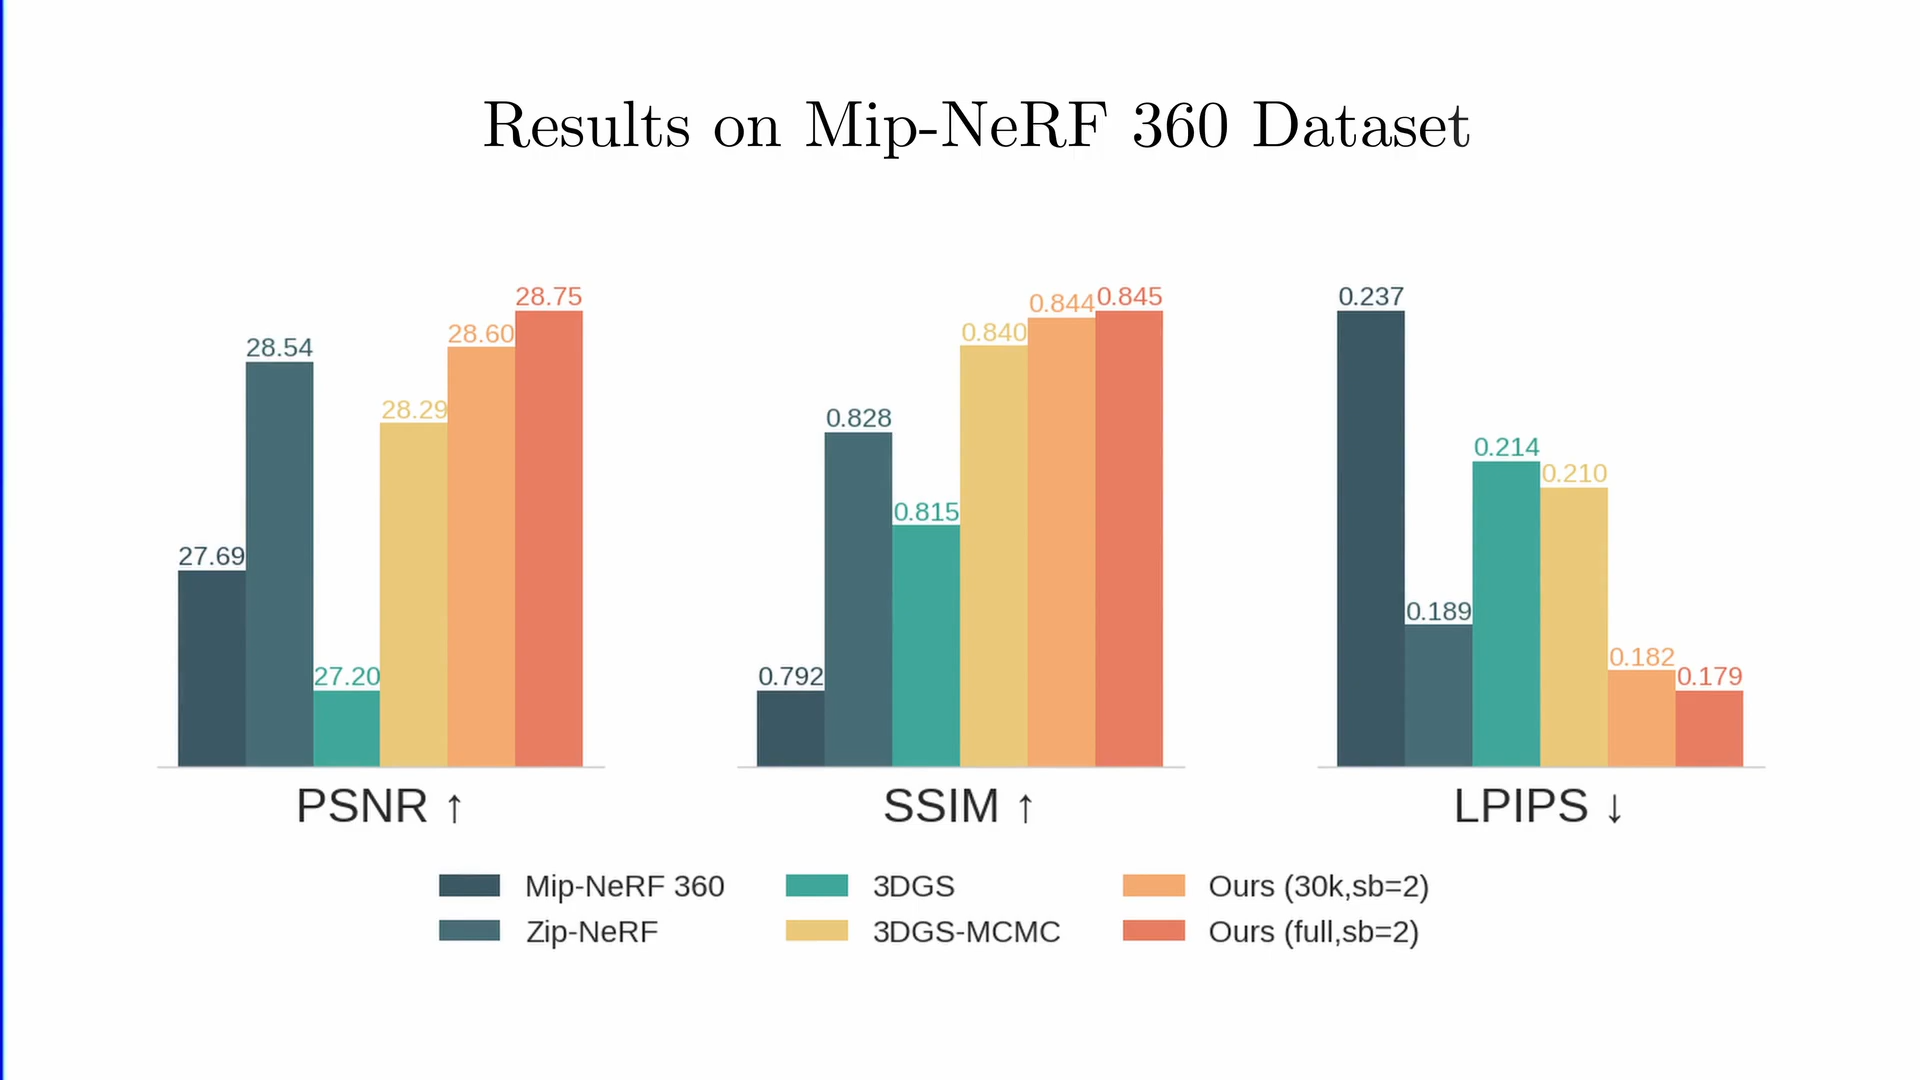 Results on Mip-NeRF 360 Dataset
27.69
28.54
27.20
28.29
28.60
28.75
PSNR ↑
0.792
0.828
0.815
0.840
0.844
0.845
SSIM ↑
0.237
0.189
0.214
0.210
0.182
0.179
LPIPS ↓
Mip-NeRF 360
Zip-NeRF
3DGS
3DGS-MCMC
Ours (30k,sb=2)
Ours (full,sb=2)